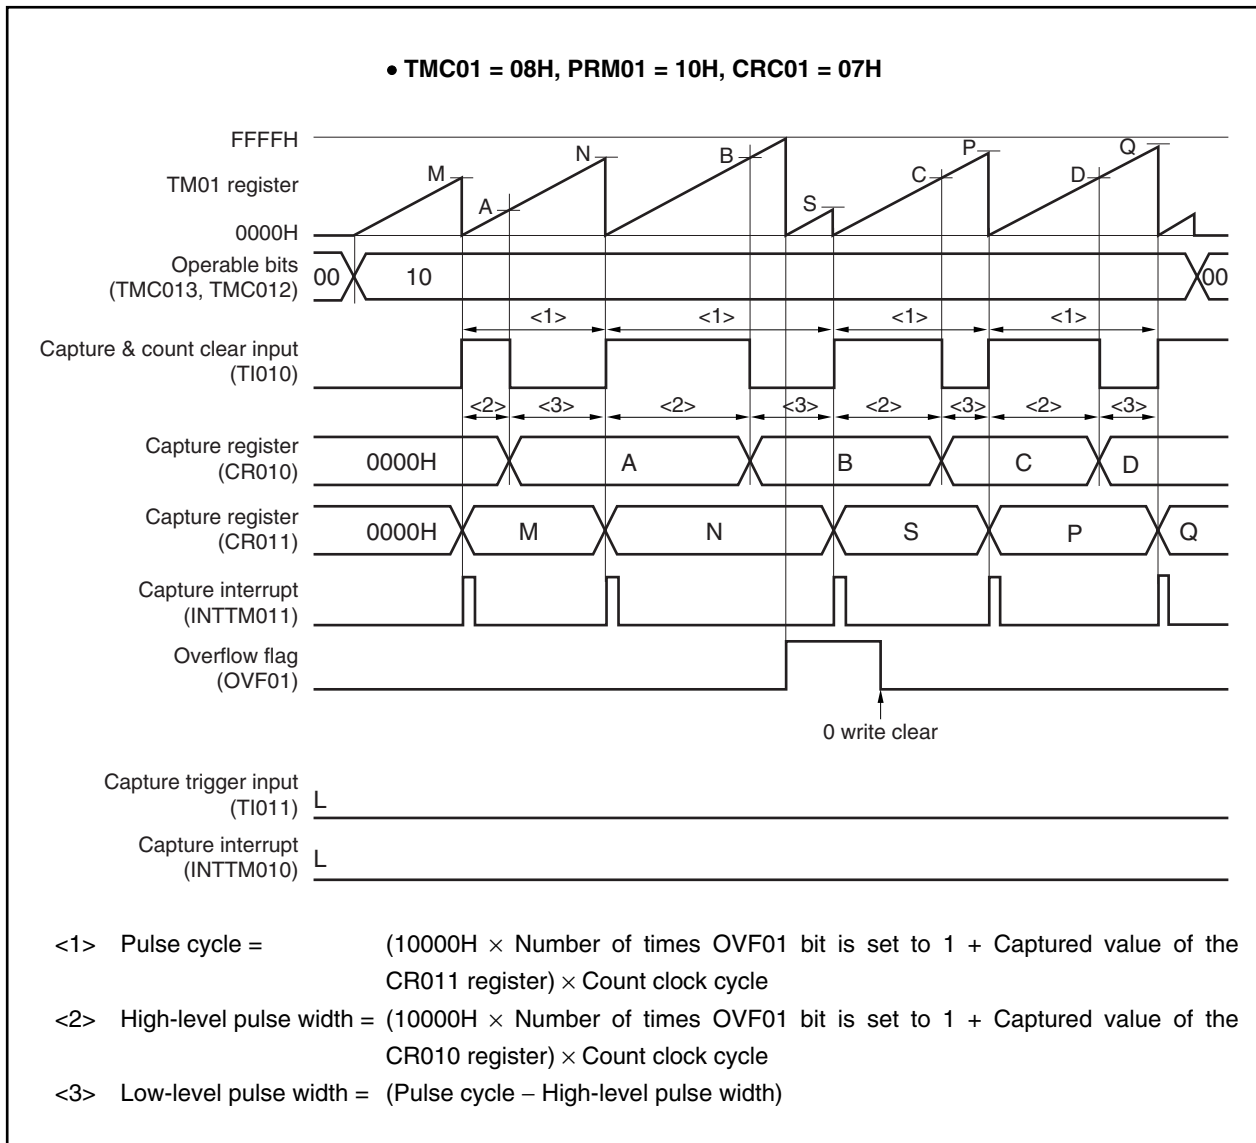 • TMC01 = 08H, PRM01 = 10H, CRC01 = 07H
FFFFH
TM01 register
0000H
M
A
N
B
S
C
P
D
Q
Operable bits
(TMC013, TMC012)
00
10
00
<1>
<1>
<1>
<1>
Capture & count clear input
(TI010)
<2>
<3>
<2>
<3>
<2>
<3>
<2>
<3>
Capture register
(CR010)
0000H
A
B
C
D
Capture register
(CR011)
0000H
M
N
S
P
Q
Capture interrupt
(INTTM011)
Overflow flag
(OVF01)
0 write clear
Capture trigger input
(TI011)
L
Capture interrupt
(INTTM010)
L
<1> Pulse cycle = (10000H × Number of times OVF01 bit is set to 1 + Captured value of the
CR011 register) × Count clock cycle
<2> High-level pulse width = (10000H × Number of times OVF01 bit is set to 1 + Captured value of the
CR010 register) × Count clock cycle
<3> Low-level pulse width = (Pulse cycle − High-level pulse width)